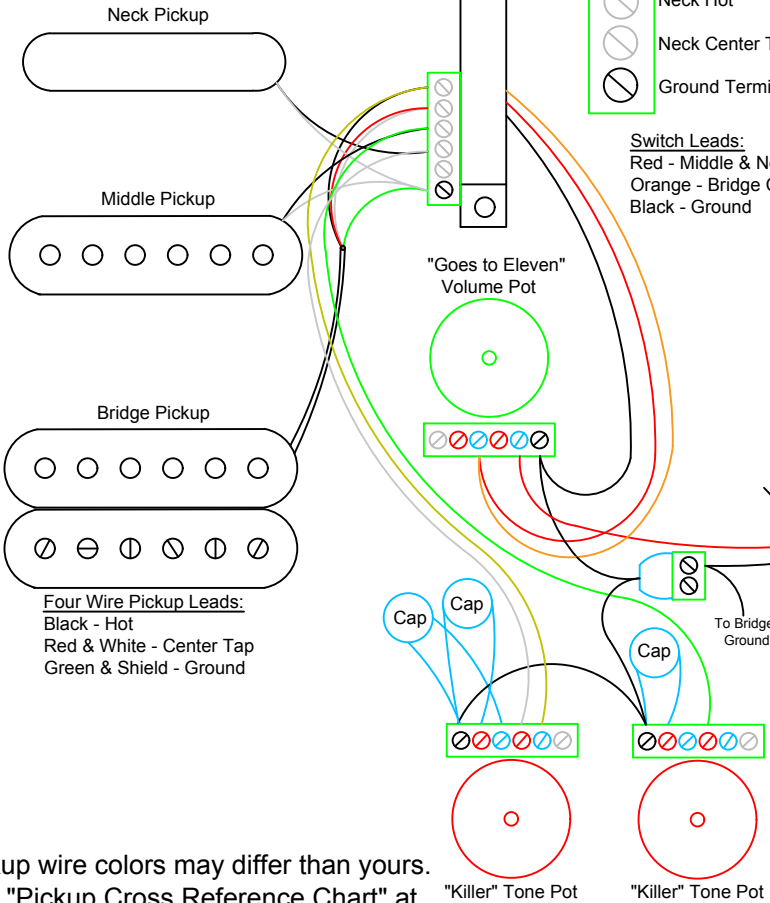 Neck Pickup
Neck Hot
Neck Center
Ground
Switch Leads:
Red - Middle &
Orange - Bridge
Black - Ground
Middle Pickup
"Goes to Eleven"
Volume Pot
Bridge Pickup
Four Wire Pickup Leads:
Black - Hot
Red & White - Center Tap
Green & Shield - Ground
Cap
Cap
Cap
To Bridge
Ground
wire colors may differ than yours.
"Pickup Cross Reference Chart" at
"Killer" Tone Pot
"Killer" Tone Pot